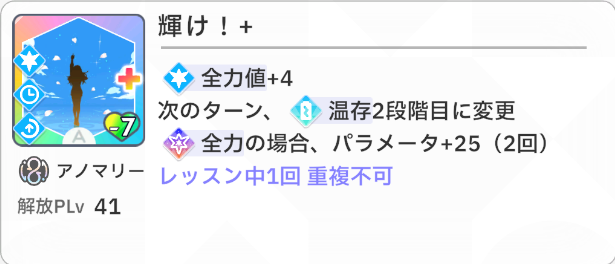 輝け！+
全力値+4
次のターン、温存2段階目に変更
全力の場合、パラメータ+25（2回）
レッスン中1回 重複不可
A
-7
アノマリー
解放PLv 41